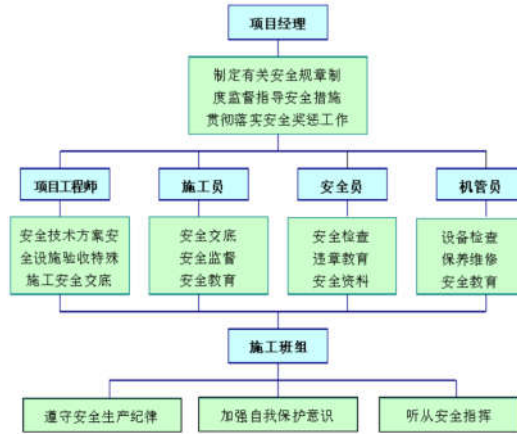 项目经理
制定有关安全规章制
度监督指导安全措施
贯彻落实安全奖惩工作
项目工程师
施工员
安全员
机管员
安全技术方案安
全设施验收特殊
施工安全交底
安全交底
安全监督
安全教育
安全检查
违章教育
安全资料
设备检查
保养维修
安全教育
施工班组
遵守安全生产纪律
加强自我保护意识
听从安全指挥